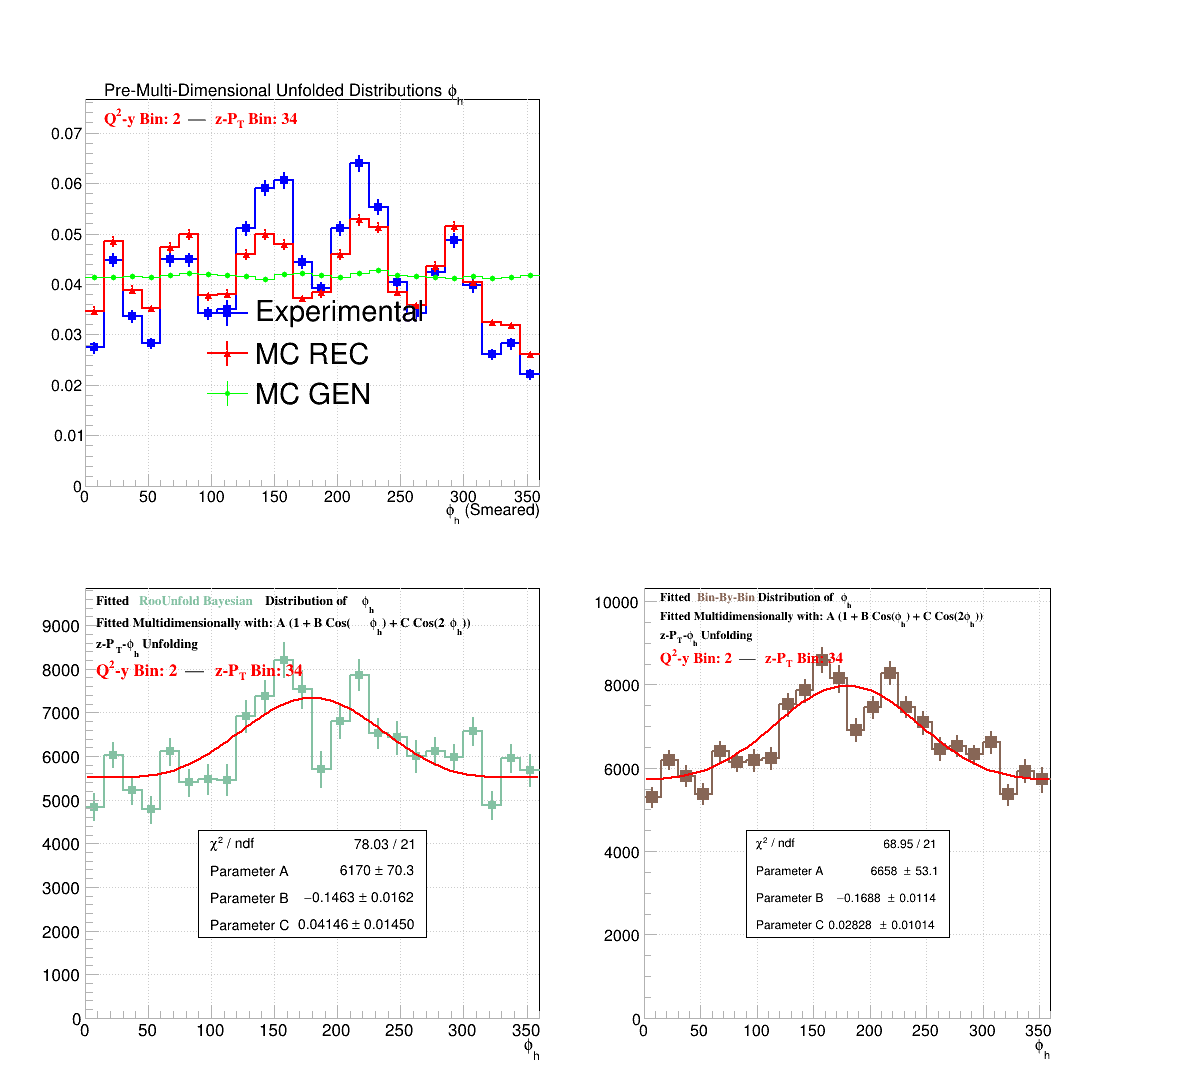 Pre-Multi-Dimensional Unfolded Distributions ϕh
Q2-y Bin: 2 — z-PT Bin: 34
0.07
0.06
0.05
0.04
0.03
0.02
0.01
0
Experimental
MC REC
MC GEN
0 50 100 150 200 250 300 350
ϕh (Smeared)
Fitted RooUnfold Bayesian Distribution of ϕh
Fitted Multidimensionally with: A (1 + B Cos( ϕh) + C Cos(2 ϕh))
z-PT-ϕh Unfolding
Q2-y Bin: 2 — z-PT Bin: 34
9000
8000
7000
6000
5000
4000
3000
2000
1000
0
χ2 / ndf 78.03 / 21
Parameter A 6170 ± 70.3
Parameter B −0.1463 ± 0.0162
Parameter C 0.04146 ± 0.01450
0 50 100 150 200 250 300 350
ϕh
Fitted Bin-By-Bin Distribution of ϕh
Fitted Multidimensionally with: A (1 + B Cos(ϕh) + C Cos(2ϕh))
z-PT-ϕh Unfolding
Q2-y Bin: 2 — z-PT Bin: 34
10000
8000
6000
4000
2000
0
χ2 / ndf 68.95 / 21
Parameter A 6658 ± 53.1
Parameter B −0.1688 ± 0.0114
Parameter C 0.02828 ± 0.01014
0 50 100 150 200 250 300 350
ϕh